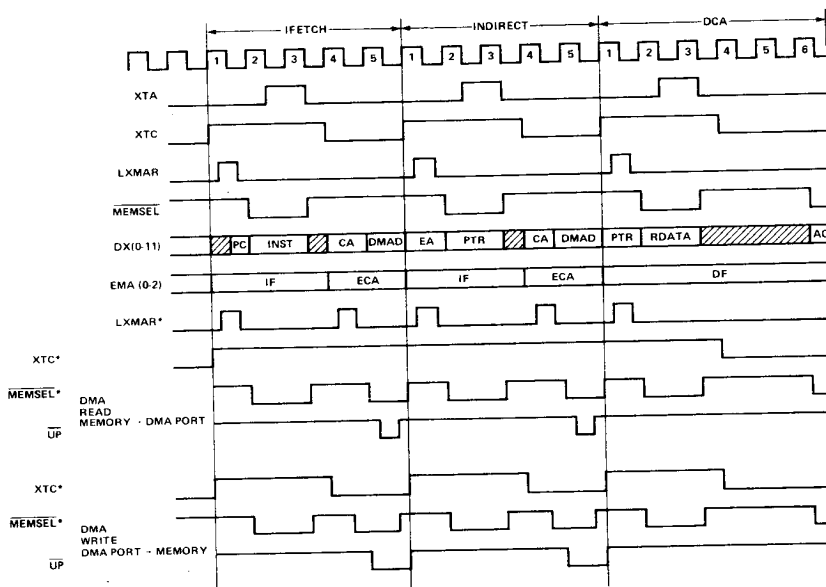 IFETCH INDIRECT DCA
1 2 3 4 5 1 2 3 4 5 1 2 3 4 5 6
XTA
XTC
LXMAR
MEMSEL
DX(0-11) PC INST CA DMAD EA PTR CA DMAD PTR RDATA AC
EMA (0-2) IF ECA IF ECA DF
LXMAR*
XTC*
MEMSEL*
DMA
READ
MEMORY - DMA PORT
UP
XTC*
MEMSEL*
DMA
WRITE
DMA PORT - MEMORY
UP